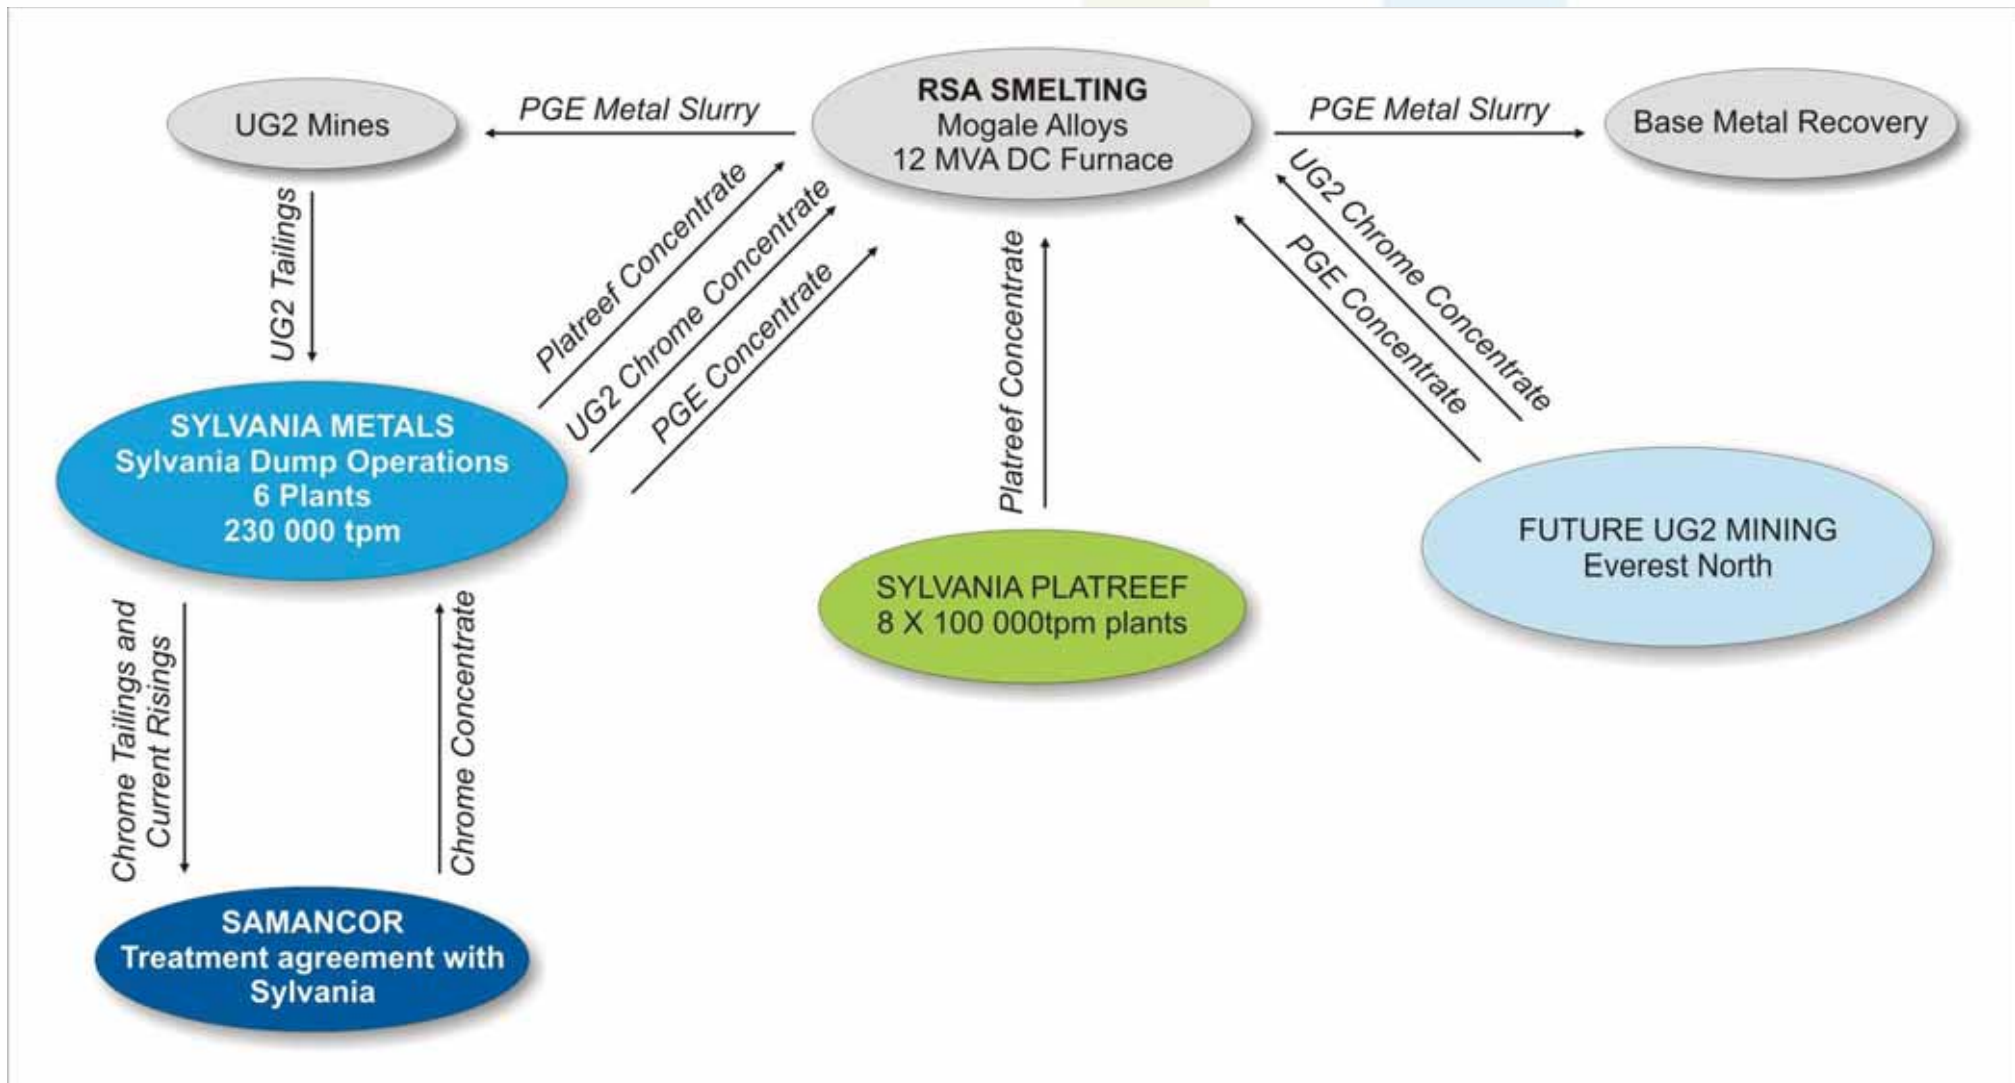 UG2 Mines
PGE Metal Slurry
RSA SMELTING
Mogale Alloys
12 MVA DC Furnace
PGE Metal Slurry
Base Metal Recovery
UG2 Tailings
Platreef Concentrate
UG2 Chrome Concentrate
PGE Concentrate
Platreef Concentrate
UG2 Chrome Concentrate
PGE Concentrate
SYLVANIA METALS
Sylvania Dump Operations
6 Plants
230 000 tpm
SYLVANIA PLATREEF
8 X 100 000tpm plants
FUTURE UG2 MINING
Everest North
Chrome Tailings and
Current Risings
Chrome Concentrate
SAMANCOR
Treatment agreement with
Sylvania